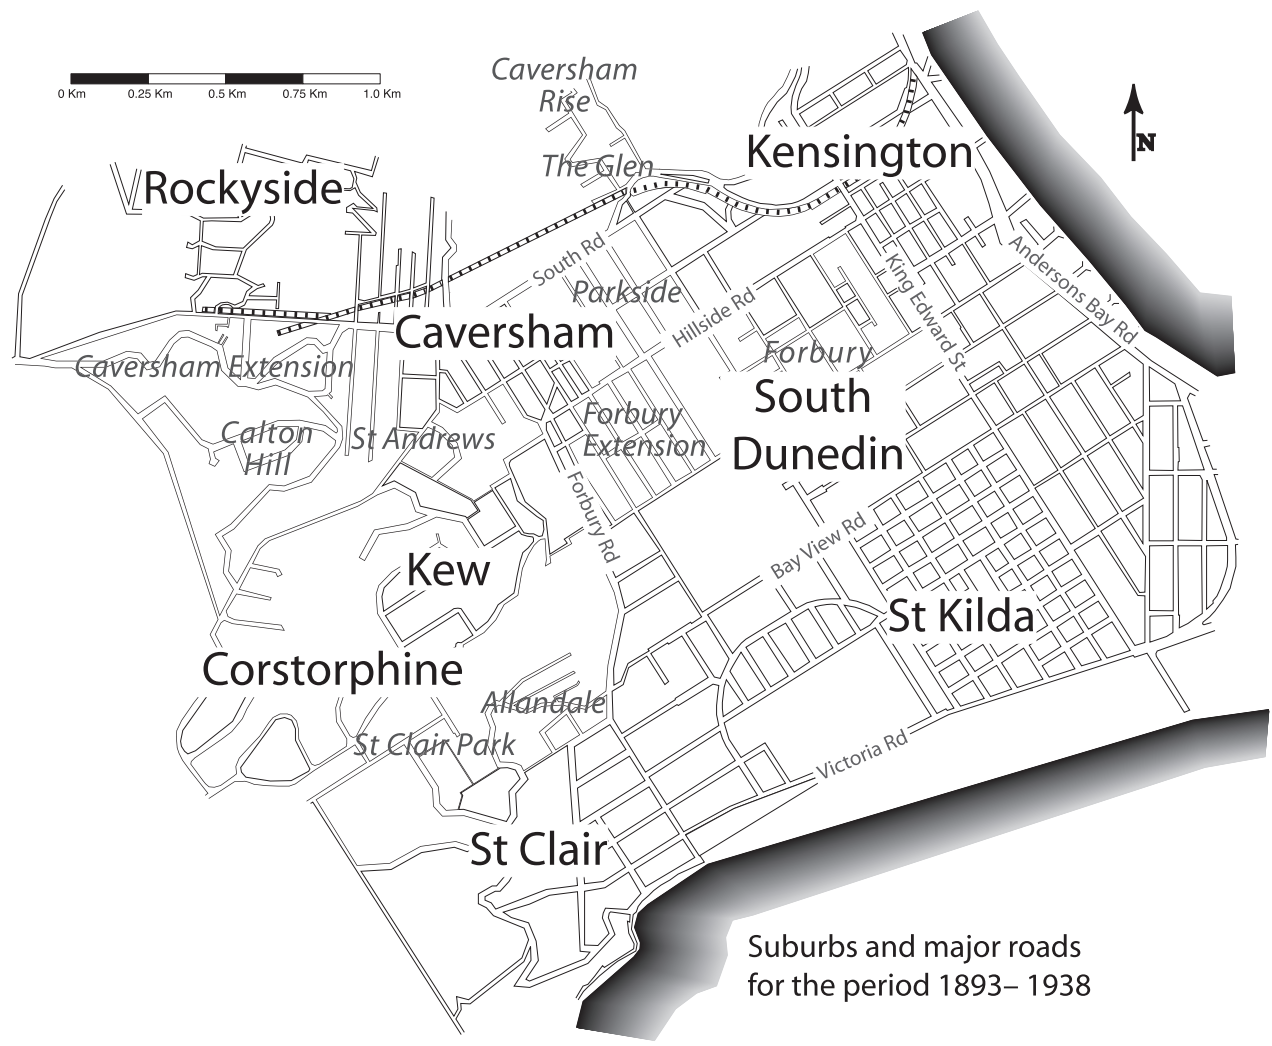 Caversham
Rise
0 Km 0.25 Km 0.5 Km 0.75 Km 1.0 Km
N
Kensington
The Glen
Rockyside
South Rd
Andersons Bay Rd
King Edward St
Parkside
Hillside Rd
Caversham
Forbury
Caversham Extension
South
Dunedin
Forbury
Extension
Calton
Hill
St Andrews
Forbury Rd
Bay View Rd
Kew
St Kilda
Corstorphine
Allandale
St Clair Park
Victoria Rd
St Clair
Suburbs and major roads
for the period 1893– 1938